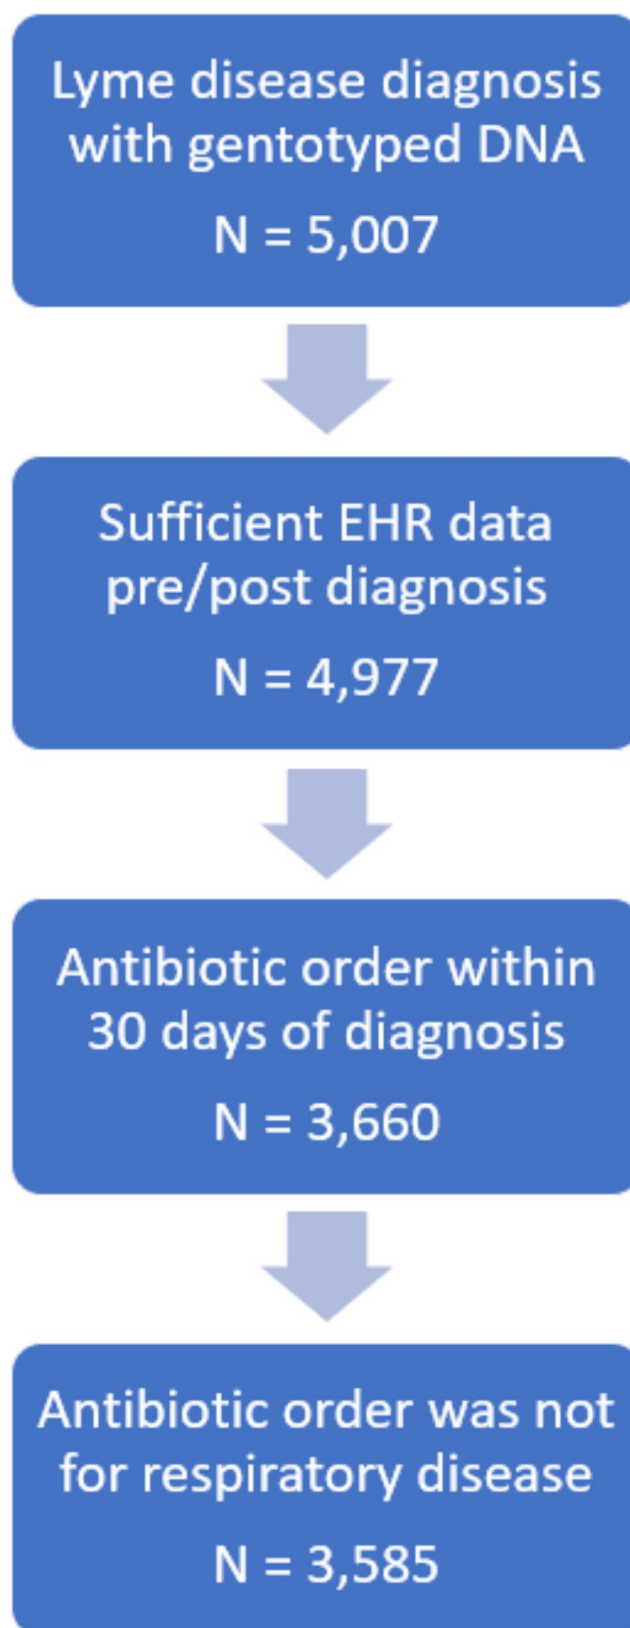 Lyme disease diagnosis
with gentotyped DNA
N = 5,007
Sufficient EHR data
pre/post diagnosis
N = 4,977
Antibiotic order within
30 days of diagnosis
N = 3,660
Antibiotic order was not
for respiratory disease
N = 3,585